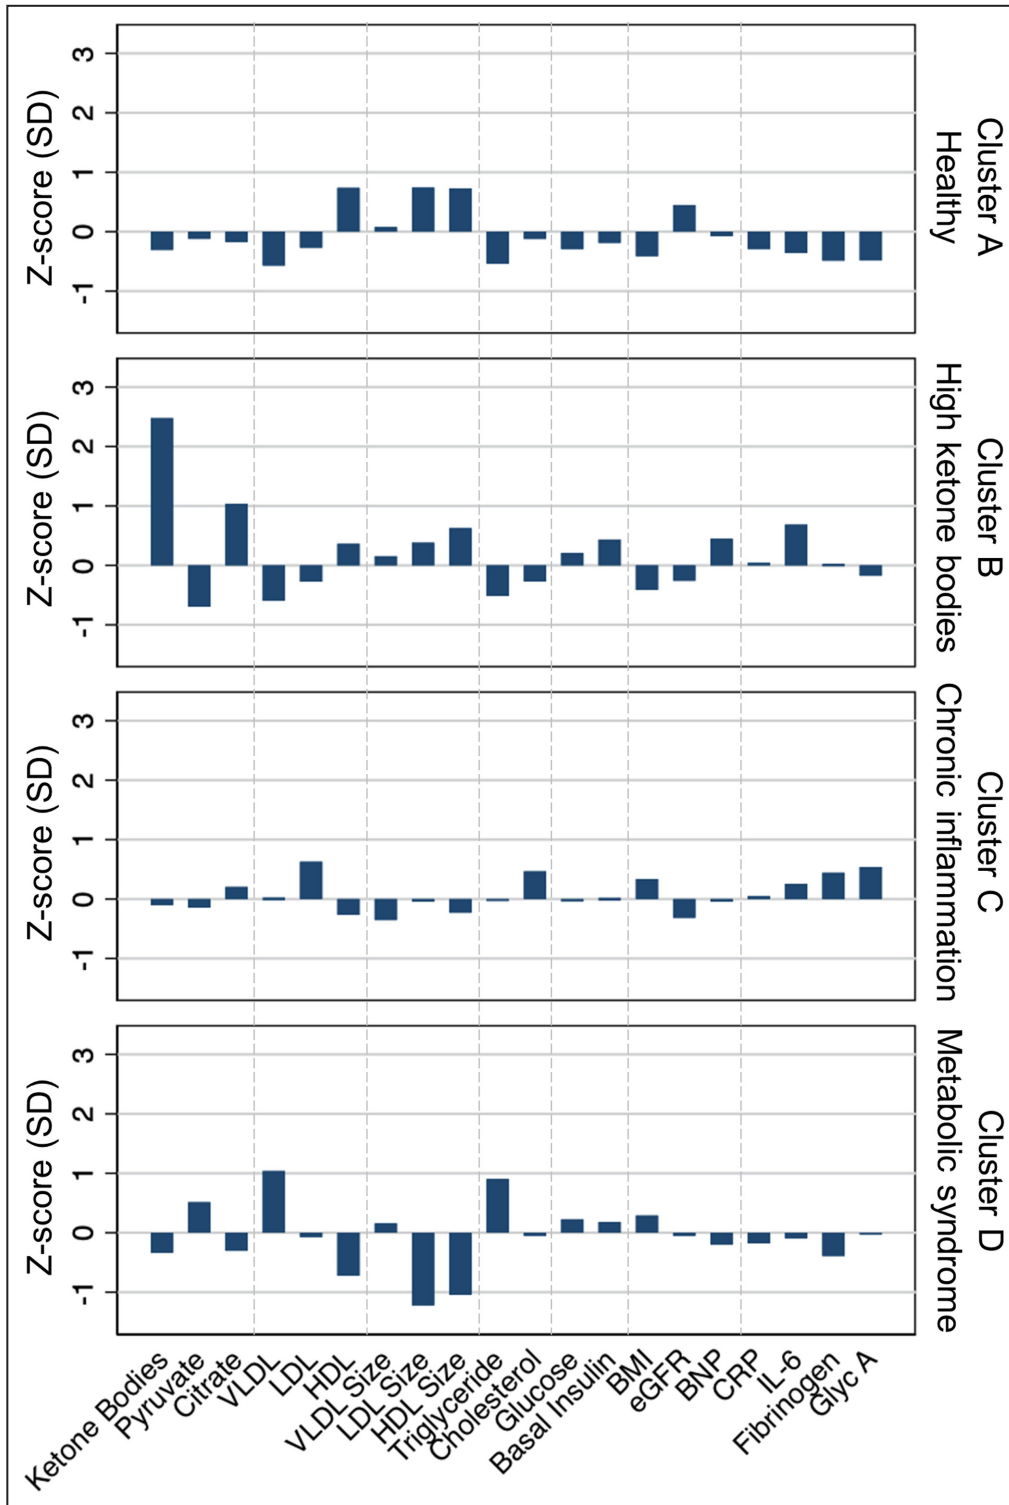 3
2
1
0
-1
Z-score (SD)
Cluster A
Healthy
3
2
1
0
-1
Z-score (SD)
Cluster B
High ketone bodies
3
2
1
0
-1
Z-score (SD)
Cluster C
Chronic inflammation
3
2
1
0
-1
Z-score (SD)
Cluster D
Metabolic syndrome
Ketone Bodies
Pyruvate
Citrate
VLDL
LDL
HDL
VLDL Size
LDL Size
HDL Size
Triglyceride
Cholesterol
Glucose
Basal Insulin
BMI
eGFR
BNP
CRP
IL-6
Fibrinogen
Glyc A